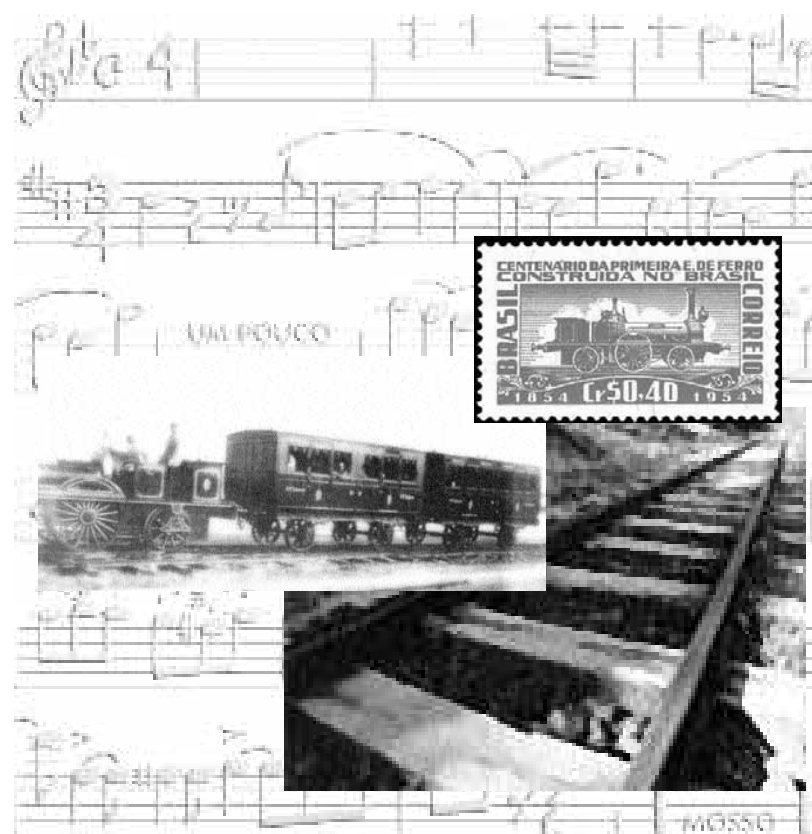 CENTENÁRIO DA PRIMEIRA E. DE FERRO
CONSTRUIDA NO BRASIL
BRASIL
CORREIO
1854
Cr$0,40
1954
UM POUCO
MOSSO